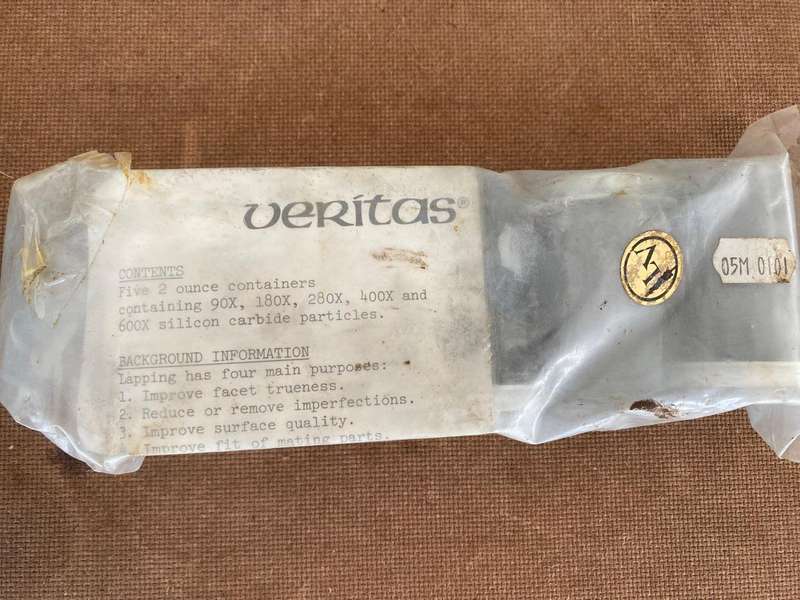 veritas®
CONTENTS
Five 2 ounce containers
containing 90X, 180X, 280X, 400X and
600X silicon carbide particles.
BACKGROUND INFORMATION
Lapping has four main purposes:
1. Improve facet trueness.
2. Reduce or remove imperfections.
3. Improve surface quality.
Improve fit of mating parts.
05M 0101